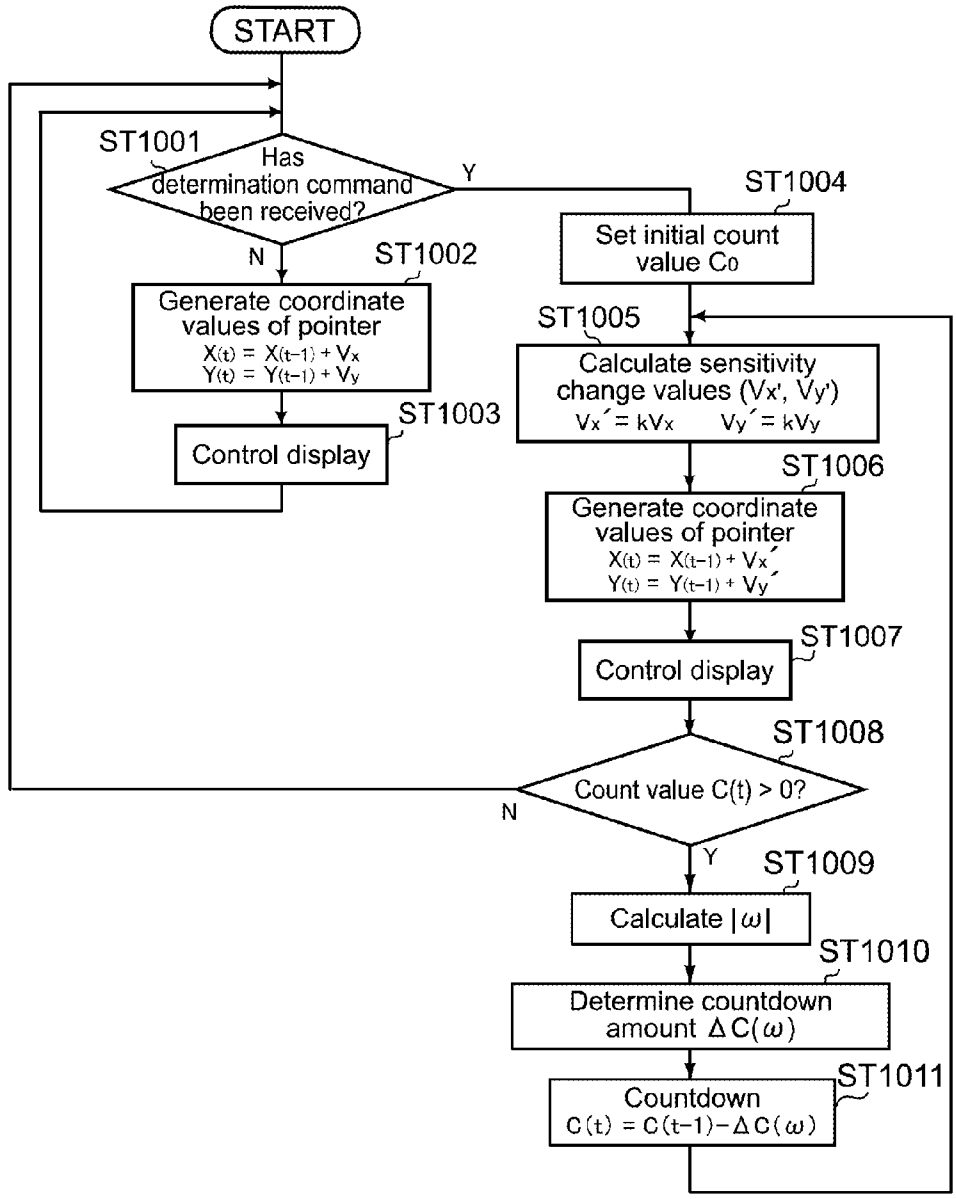 START
ST1001
Has
determination command
been received?
Y
N
ST1002
Generate coordinate
values of pointer
X(t) = X(t-1) + Vx
Y(t) = Y(t-1) + Vy
ST1003
Control display
ST1004
Set initial count
value C0
ST1005
Calculate sensitivity
change values (Vx', Vy')
Vx´ = kVx Vy´ = kVy
ST1006
Generate coordinate
values of pointer
X(t) = X(t-1) + Vx´
Y(t) = Y(t-1) + Vy´
ST1007
Control display
ST1008
Count value C(t) > 0?
N
Y
ST1009
Calculate |ω|
ST1010
Determine countdown
amount ΔC(ω)
ST1011
Countdown
C(t) = C(t-1)-ΔC(ω)